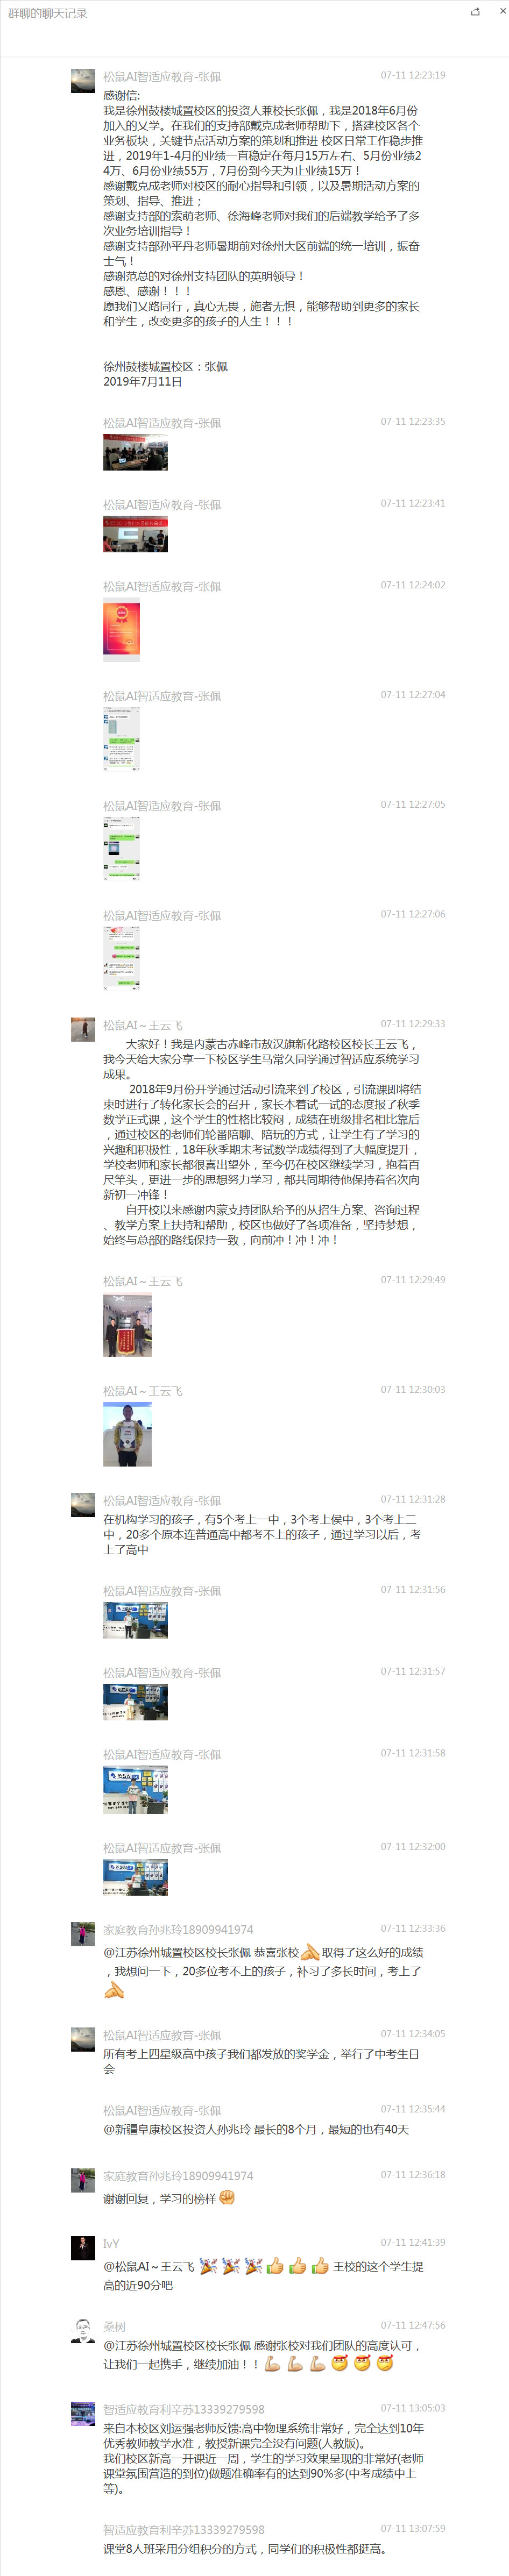 群聊的聊天记录
松鼠AI智适应教育-张佩 07-11 12:23:19
感谢信:
我是徐州鼓楼城置校区的投资人兼校长张佩，我是2018年6月份
加入的乂学。在我们的支持部戴克成老师帮助下，搭建校区各个
业务板块，关键节点活动方案的策划和推进 校区日常工作稳步推
进，2019年1-4月的业绩一直稳定在每月15万左右、5月份业绩24
万、6月份业绩55万，7月份到今天为止业绩15万！
感谢戴克成老师对校区的耐心指导和引领，以及暑期活动方案的
策划、指导、推进；
感谢支持部的索萌老师、徐海峰老师对我们的后端教学给予了多
次业务培训指导！
感谢支持部孙平丹老师暑期前对徐州大区前端的统一培训，振奋
士气！
感谢范总的对徐州支持团队的英明领导！
感恩、感谢！！！
愿我们乂路同行，真心无畏，施者无惧，能够帮助到更多的家长
和学生，改变更多的孩子的人生！！！
徐州鼓楼城置校区：张佩
2019年7月11日
松鼠AI智适应教育-张佩 07-11 12:23:35
松鼠AI智适应教育-张佩 07-11 12:23:41
松鼠AI智适应教育-张佩 07-11 12:24:02
松鼠AI智适应教育-张佩 07-11 12:27:04
松鼠AI智适应教育-张佩 07-11 12:27:05
松鼠AI智适应教育-张佩 07-11 12:27:06
松鼠AI～王云飞 07-11 12:29:33
大家好！我是内蒙古赤峰市敖汉旗新化路校区校长王云飞，
我今天给大家分享一下校区学生马常久同学通过智适应系统学习
成果。
2018年9月份开学通过活动引流来到了校区，引流课即将结
束时进行了转化家长会的召开，家长本着试一试的态度报了秋季
数学正式课，这个学生的性格比较闷，成绩在班级排名相比靠后
，通过校区的老师们轮番陪聊、陪玩的方式，让学生有了学习的
兴趣和积极性，18年秋季期末考试数学成绩得到了大幅度提升，
学校老师和家长都很喜出望外，至今仍在校区继续学习，抱着百
尺竿头，更进一步的思想努力学习，都共同期待他保持着名次向
新初一冲锋！
自开校以来感谢内蒙支持团队给予的从招生方案、咨询过程
、教学方案上扶持和帮助，校区也做好了各项准备，坚持梦想，
始终与总部的路线保持一致，向前冲！冲！冲！
松鼠AI～王云飞 07-11 12:29:49
松鼠AI～王云飞 07-11 12:30:03
松鼠AI智适应教育-张佩 07-11 12:31:28
在机构学习的孩子，有5个考上一中，3个考上侯中，3个考上二
中，20多个原本连普通高中都考不上的孩子，通过学习以后，考
上了高中
松鼠AI智适应教育-张佩 07-11 12:31:56
松鼠AI智适应教育-张佩 07-11 12:31:57
松鼠AI智适应教育-张佩 07-11 12:31:58
松鼠AI智适应教育-张佩 07-11 12:32:00
家庭教育孙兆玲18909941974 07-11 12:33:36
@江苏徐州城置校区校长张佩 恭喜张校取得了这么好的成绩
，我想问一下，20多位考不上的孩子，补习了多长时间，考上了
松鼠AI智适应教育-张佩 07-11 12:34:05
所有考上四星级高中孩子我们都发放的奖学金，举行了中考生日
会
松鼠AI智适应教育-张佩 07-11 12:35:44
@新疆阜康校区投资人孙兆玲 最长的8个月，最短的也有40天
家庭教育孙兆玲18909941974 07-11 12:36:18
谢谢回复，学习的榜样
IvY 07-11 12:41:39
@松鼠AI～王云飞 王校的这个学生提
高的近90分吧
桑树 07-11 12:47:56
@江苏徐州城置校区校长张佩 感谢张校对我们团队的高度认可，
让我们一起携手，继续加油！！
智适应教育利辛苏13339279598 07-11 13:05:03
来自本校区刘运强老师反馈:高中物理系统非常好，完全达到10年
优秀教师教学水准，教授新课完全没有问题(人教版)。
我们校区新高一开课近一周，学生的学习效果呈现的非常好(老师
课堂氛围营造的到位)做题准确率有的达到90%多(中考成绩中上
等)。
智适应教育利辛苏13339279598 07-11 13:07:59
课堂8人班采用分组积分的方式，同学们的积极性都挺高。